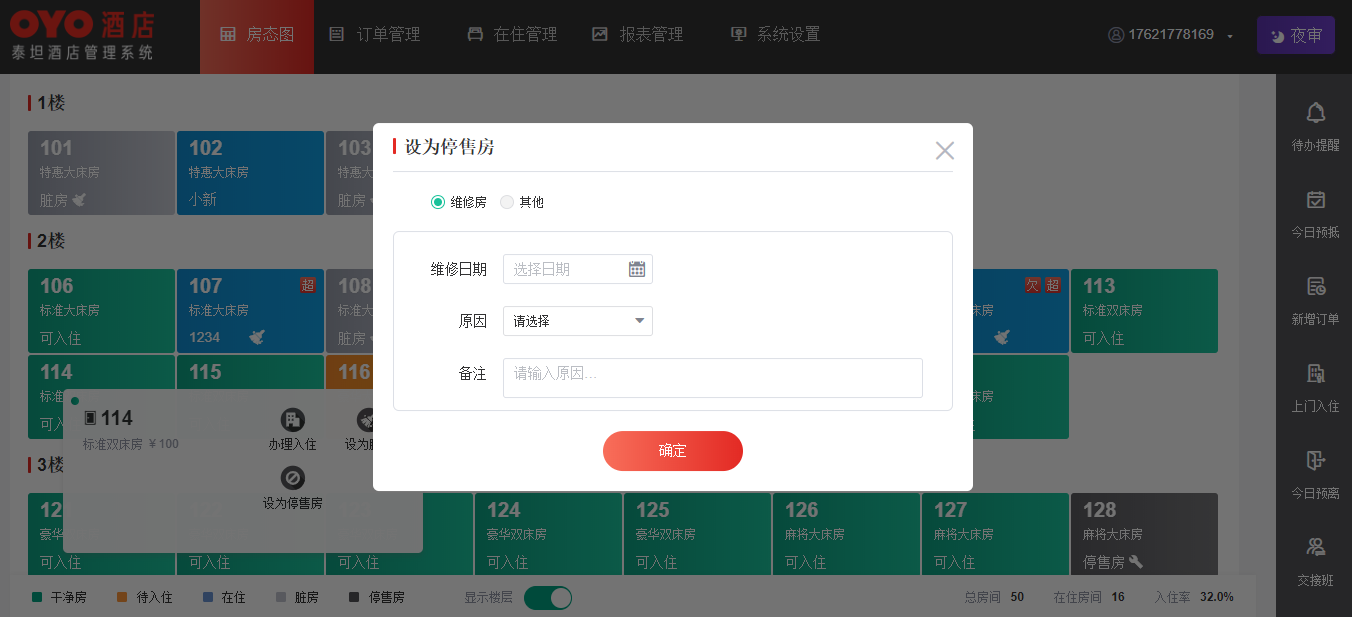 OYO 酒店
泰坦酒店管理系统
房态图 订单管理 在住管理 报表管理 系统设置
17621778169
夜审
1楼
101 102 103
特惠大床房 特惠大床房 特惠
脏房 小新 脏房
2楼
106 107 超 108 欠 超 113
标准大床房 标准大床房 标准 床房 标准双床房
可入住 1234 脏房 可入住
114 115 116
标准 床房
可入
114
标准双床房 ¥100
办理入住 设为脏
设为停售房
3楼
12 124 125 126 127 128
豪华 豪华双床房 豪华双床房 麻将大床房 麻将大床房 麻将大床房
可入住 可入住 可入住 可入住 可入住 可入住 可入住 停售房
干净房 待入住 在住 脏房 停售房 显示楼层
总房间 50 在住房间 16 入住率 32.0%
设为停售房
维修房 其他
维修日期 选择日期
原因 请选择
备注 请输入原因...
确定
待办提醒
今日预抵
新增订单
上门入住
今日预离
交接班